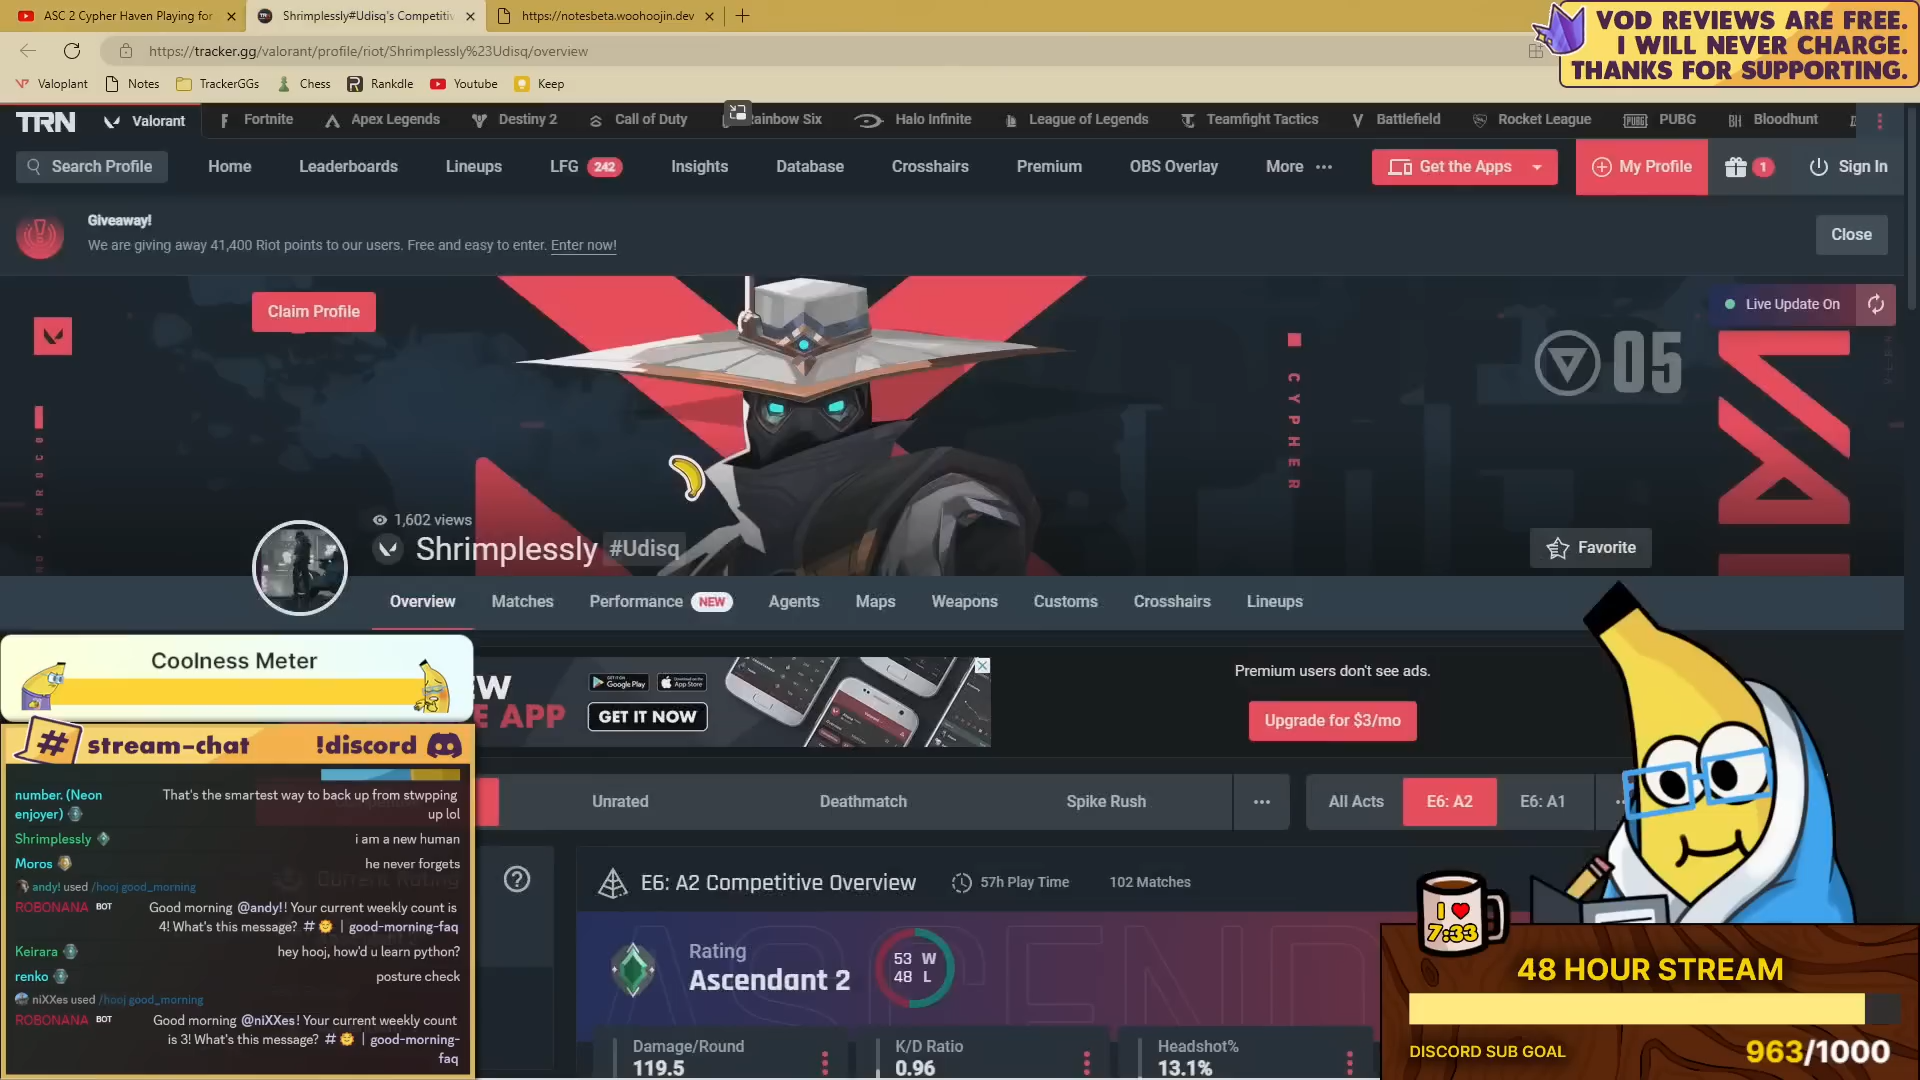 ASC 2 Cypher Haven Playing for
Shrimplessly#Udisq's Competitiv
https://notesbeta.woohoojin.dev
https://tracker.gg/valorant/profile/riot/Shrimplessly%23Udisq/overview
Valoplant
Notes
TrackerGGs
Chess
Rankdle
Youtube
Keep
VOD REVIEWS ARE FREE.
I WILL NEVER CHARGE.
THANKS FOR SUPPORTING.
TRN
Valorant
Fortnite
Apex Legends
Destiny 2
Call of Duty
ainbow Six
Halo Infinite
League of Legends
Teamfight Tactics
Battlefield
Rocket League
PUBG
Bloodhunt
Search Profile
Home
Leaderboards
Lineups
LFG 242
Insights
Database
Crosshairs
Premium
OBS Overlay
More
Get the Apps
My Profile
1
Sign In
Giveaway!
We are giving away 41,400 Riot points to our users. Free and easy to enter. Enter now!
Close
Claim Profile
Live Update On
05
CYPHER
1,602 views
Shrimplessly #Udisq
Favorite
Overview
Matches
Performance NEW
Agents
Maps
Weapons
Customs
Crosshairs
Lineups
Coolness Meter
GET IT NOW
Premium users don't see ads.
Upgrade for $3/mo
# stream-chat !discord
number. (Neon enjoyer) That's the smartest way to back up from stwpping up lol
Shrimplessly i am a new human
Moros he never forgets
andy! used /hooj good_morning
ROBONANA BOT Good morning @andy!! Your current weekly count is 4! What's this message? # | good-morning-faq
Keirara hey hooj, how'd u learn python?
renko posture check
niXXes used /hooj good_morning
ROBONANA BOT Good morning @niXXes! Your current weekly count is 3! What's this message? # | good-morning-faq
Unrated
Deathmatch
Spike Rush
All Acts
E6: A2
E6: A1
E6: A2 Competitive Overview
57h Play Time
102 Matches
Rating
Ascendant 2
53 W
48 L
Damage/Round
119.5
K/D Ratio
0.96
Headshot%
13.1%
I
7:33
48 HOUR STREAM
DISCORD SUB GOAL
963/1000